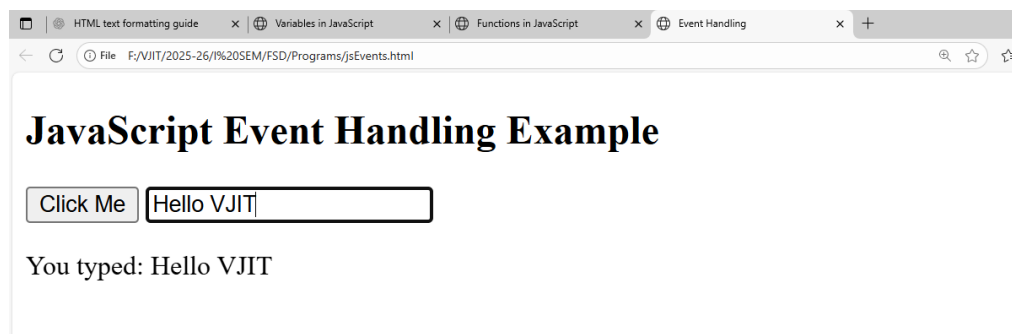 HTML text formatting guide
Variables in JavaScript
Functions in JavaScript
Event Handling
File F:/VJIT/2025-26/I%20SEM/FSD/Programs/jsEvents.html
JavaScript Event Handling Example
Click Me Hello VJIT
You typed: Hello VJIT